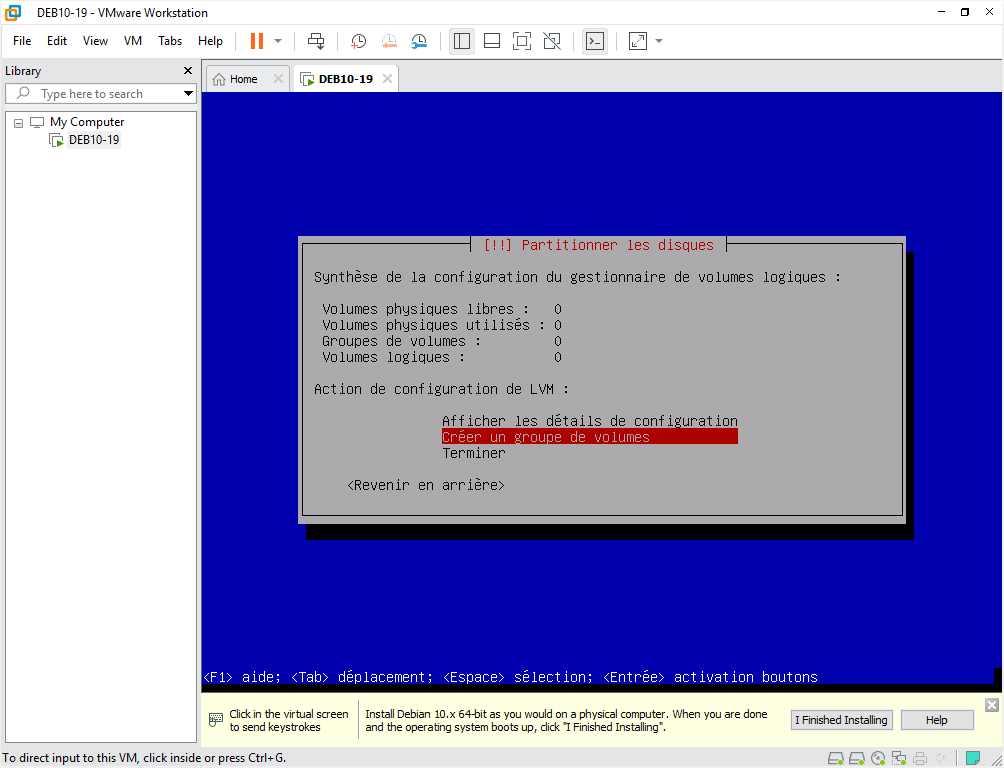 DEB10-19 - VMware Workstation
File Edit View VM Tabs Help
Library
Type here to search
My Computer
DEB10-19
Home
DEB10-19
[!!] Partitionner les disques
Synthèse de la configuration du gestionnaire de volumes logiques :
Volumes physiques libres : 0
Volumes physiques utilisés : 0
Groupes de volumes : 0
Volumes logiques : 0
Action de configuration de LVM :
Afficher les détails de configuration
Créer un groupe de volumes
Terminer
<Revenir en arrière>
<F1> aide; <Tab> déplacement; <Espace> sélection; <Entrée> activation boutons
Click in the virtual screen
to send keystrokes
Install Debian 10.x 64-bit as you would on a physical computer. When you are done
and the operating system boots up, click "I Finished Installing".
I Finished Installing
Help
To direct input to this VM, click inside or press Ctrl+G.